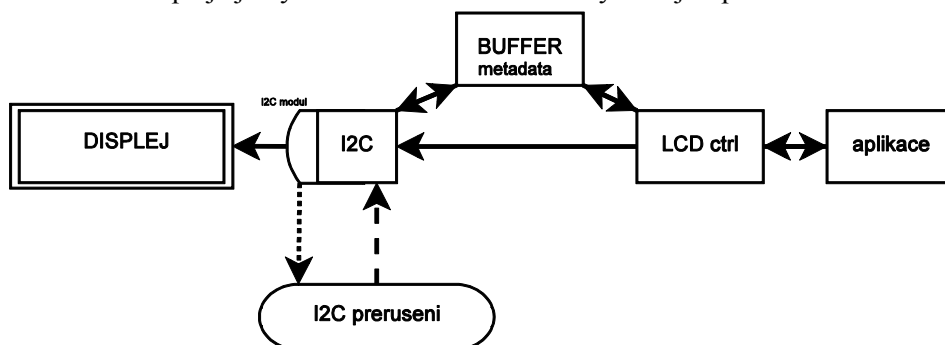 BUFFER
metadata
I2C modul
DISPLEJ
I2C
LCD ctrl
aplikace
I2C preruseni